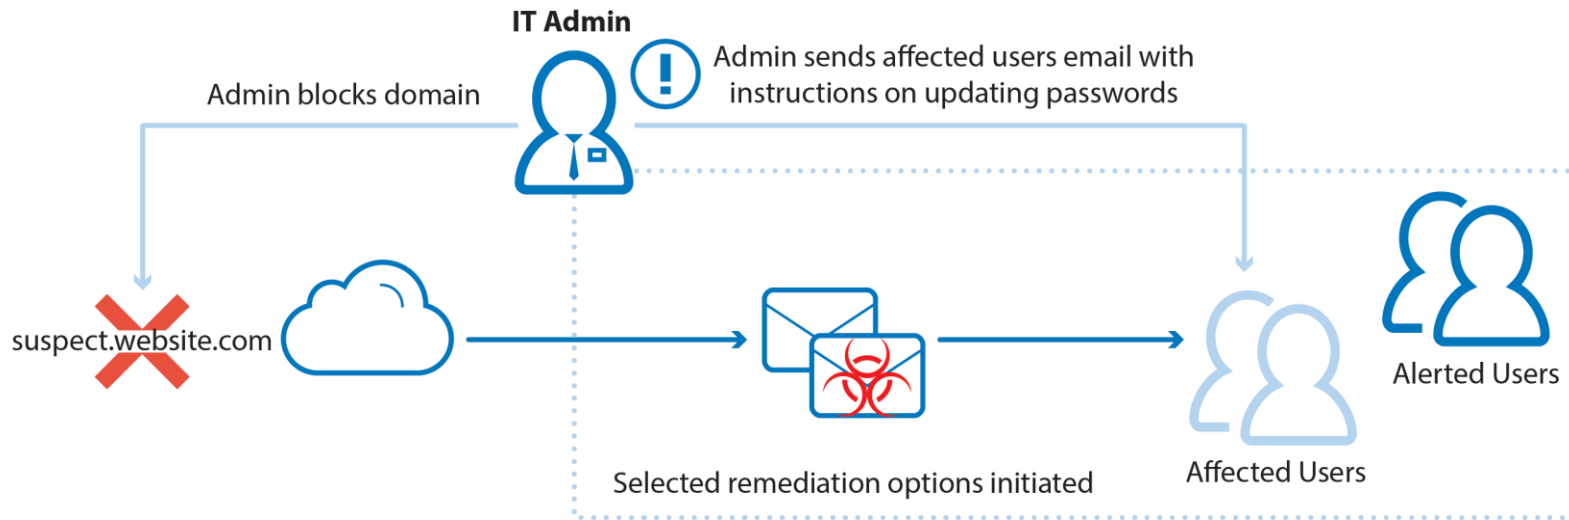 IT Admin
Admin sends affected users email with
instructions on updating passwords
Admin blocks domain
suspect.website.com
Alerted Users
Affected Users
Selected remediation options initiated